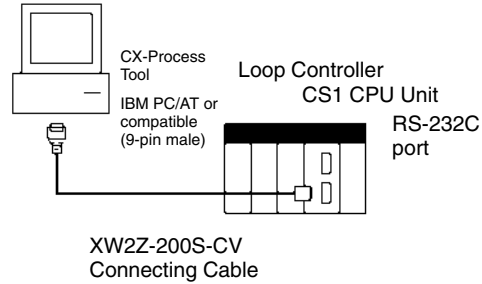 CX-Process
Tool
IBM PC/AT or
compatible
(9-pin male)
Loop Controller
CS1 CPU Unit
RS-232C
port
XW2Z-200S-CV
Connecting Cable